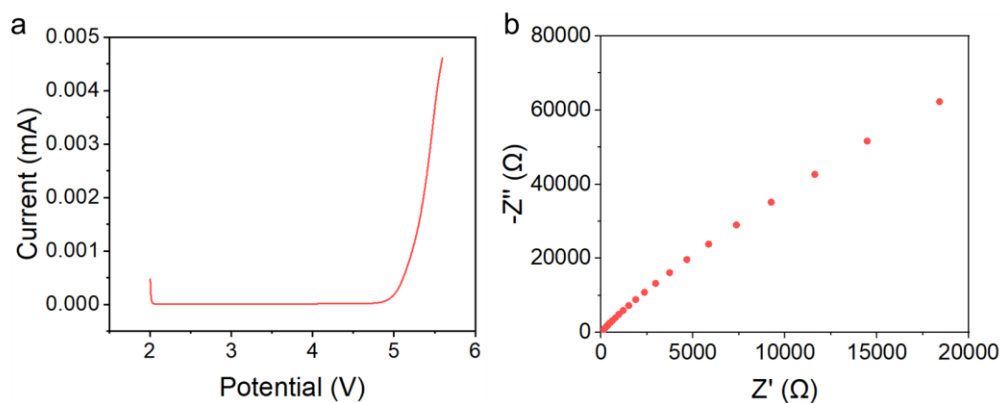 a
0.005
0.004
0.003
0.002
0.001
0.000
Current (mA)
2 3 4 5 6
Potential (V)
b
80000
60000
40000
20000
0
-Z" (Ω)
0 5000 10000 15000 20000
Z' (Ω)